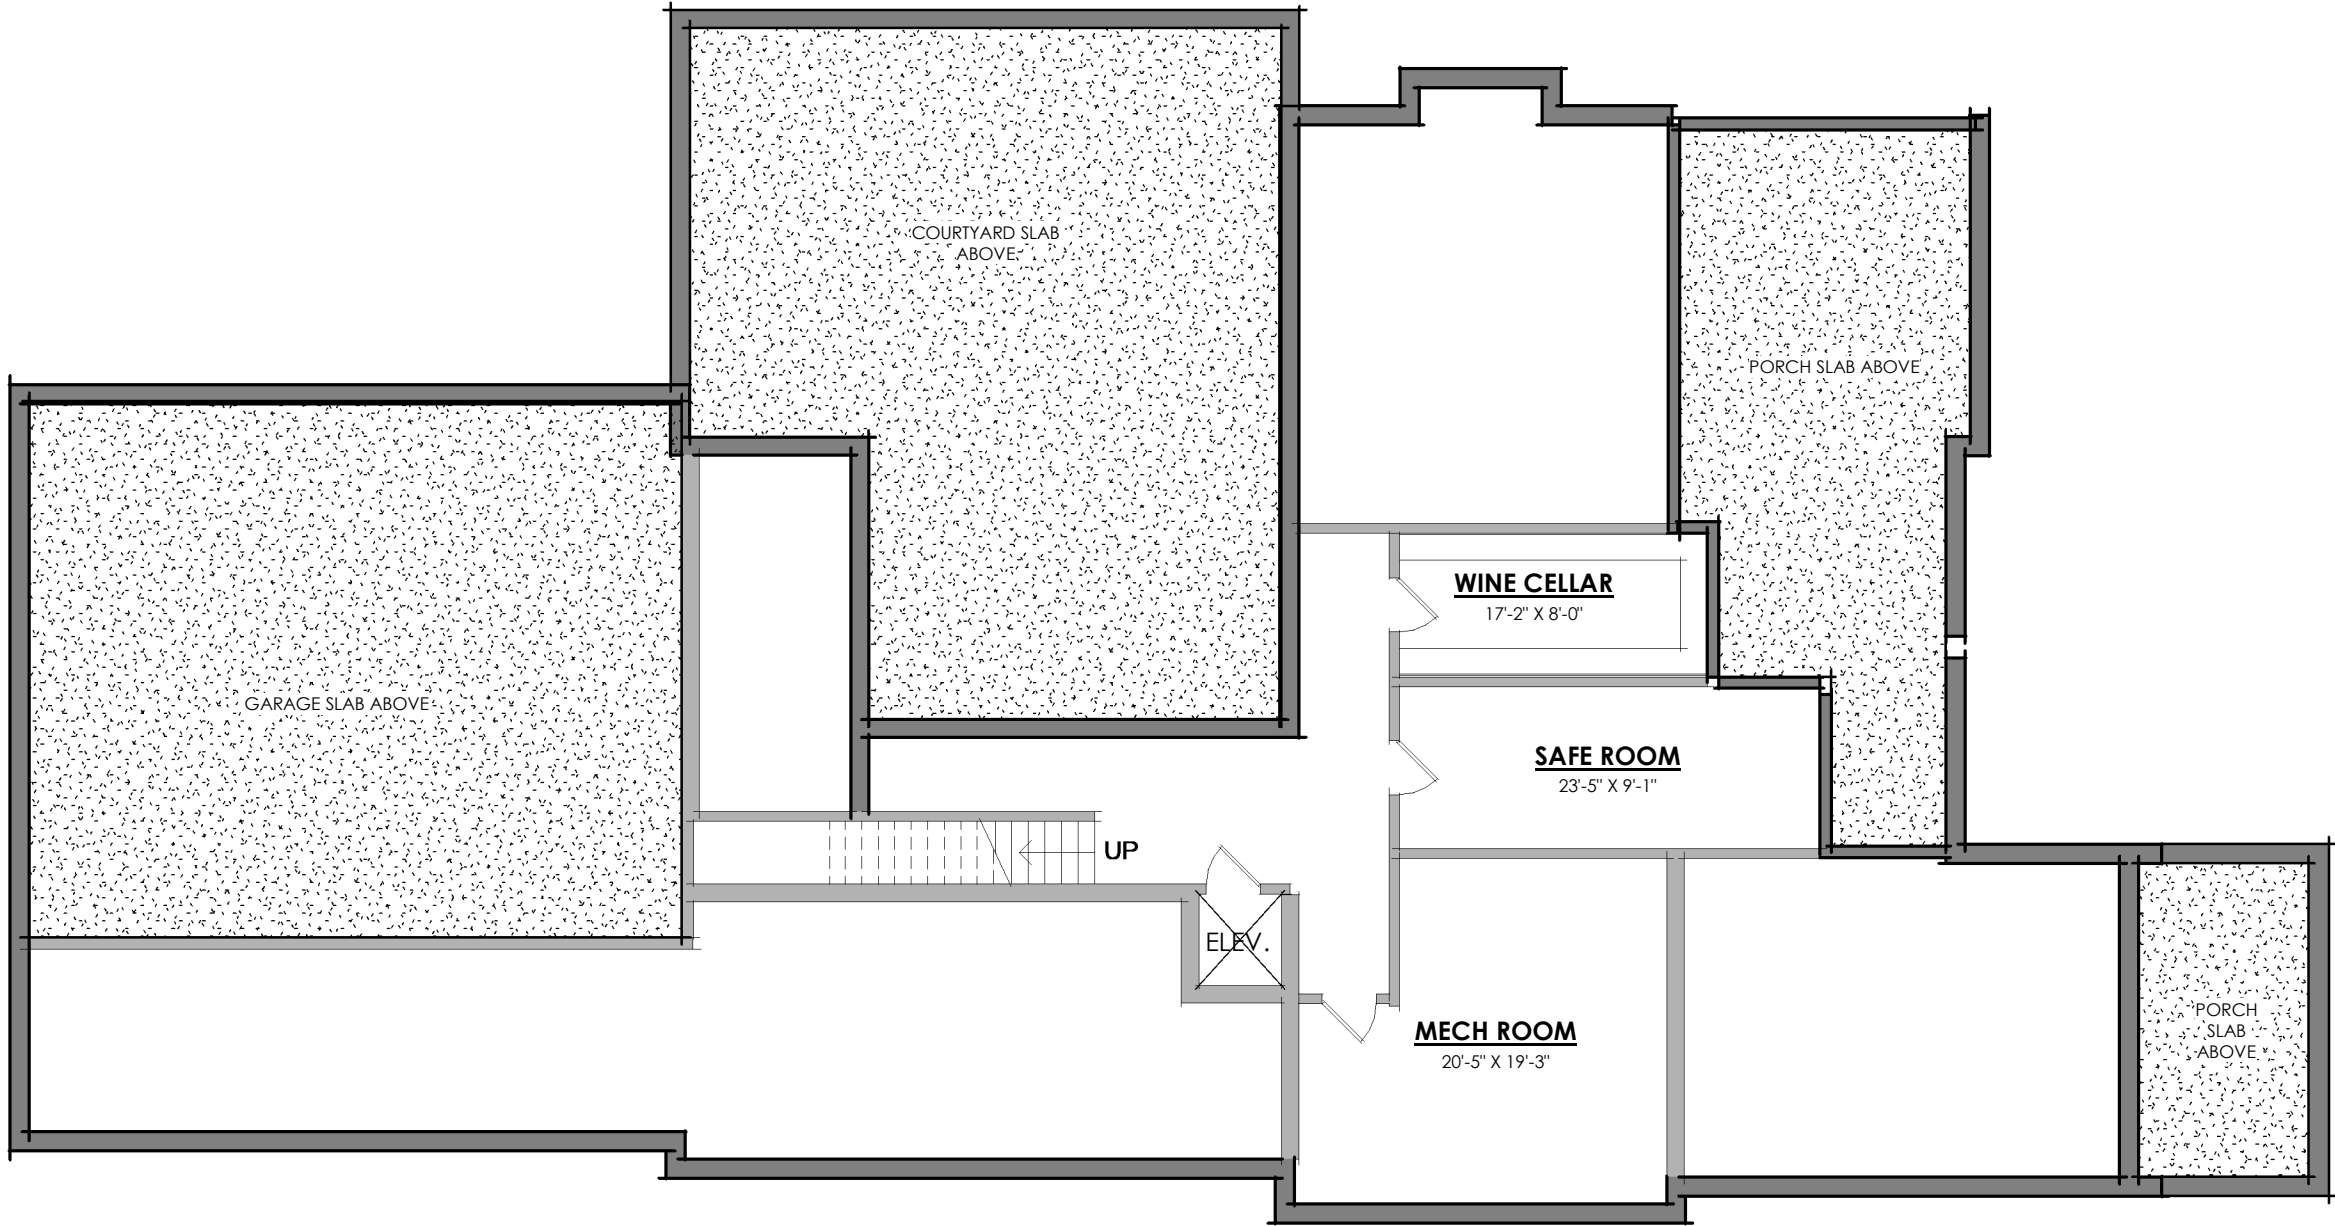 COURTYARD SLAB
ABOVE
PORCH SLAB ABOVE
WINE CELLAR
17'-2" X 8'-0"
GARAGE SLAB ABOVE
SAFE ROOM
23'-5" X 9'-1"
UP
ELEV.
MECH ROOM
20'-5" X 19'-3"
PORCH
SLAB
ABOVE